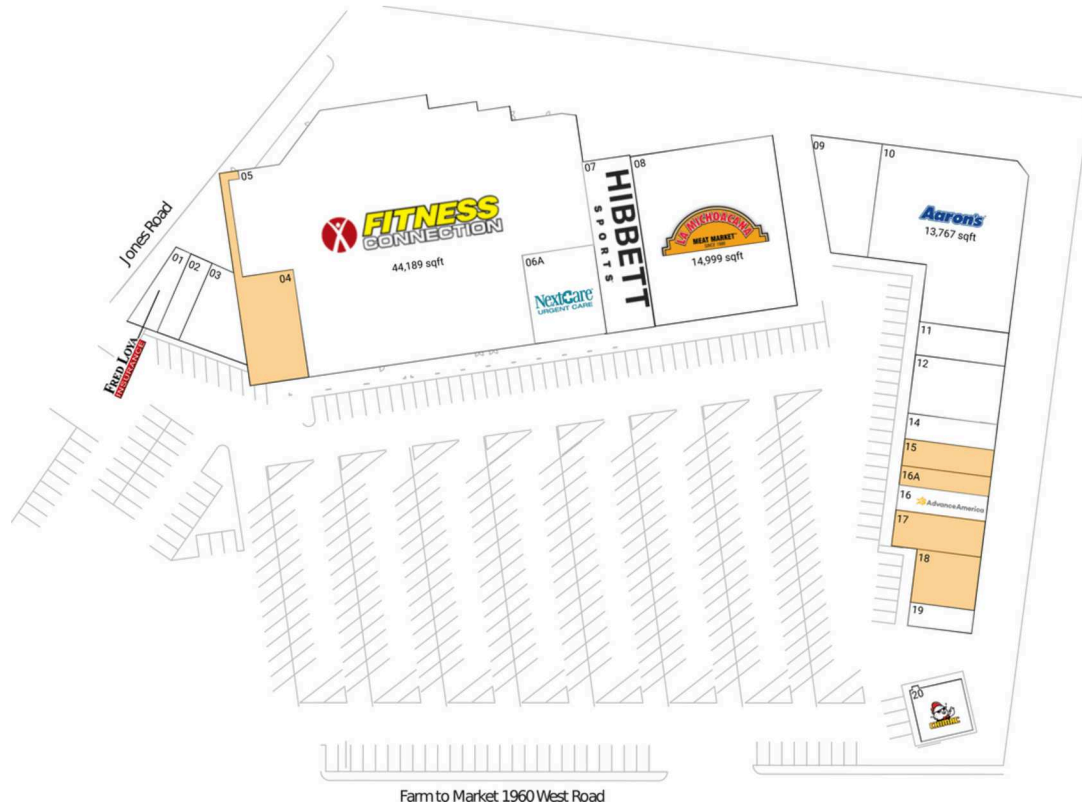 Jones Road
01
02
03
FRED LOYA
INSURANCE
04
05
FITNESS
CONNECTION
44,189 sqft
06A
NextCare
URGENT CARE
07
HIBBETT
SPORTS
08
LA MICHOACANA
MEAT MARKET
14,999 sqft
09
10
Aaron's
13,767 sqft
11
12
14
15
16A
16
AdvanceAmerica
17
18
19
20
Farm to Market 1960 West Road